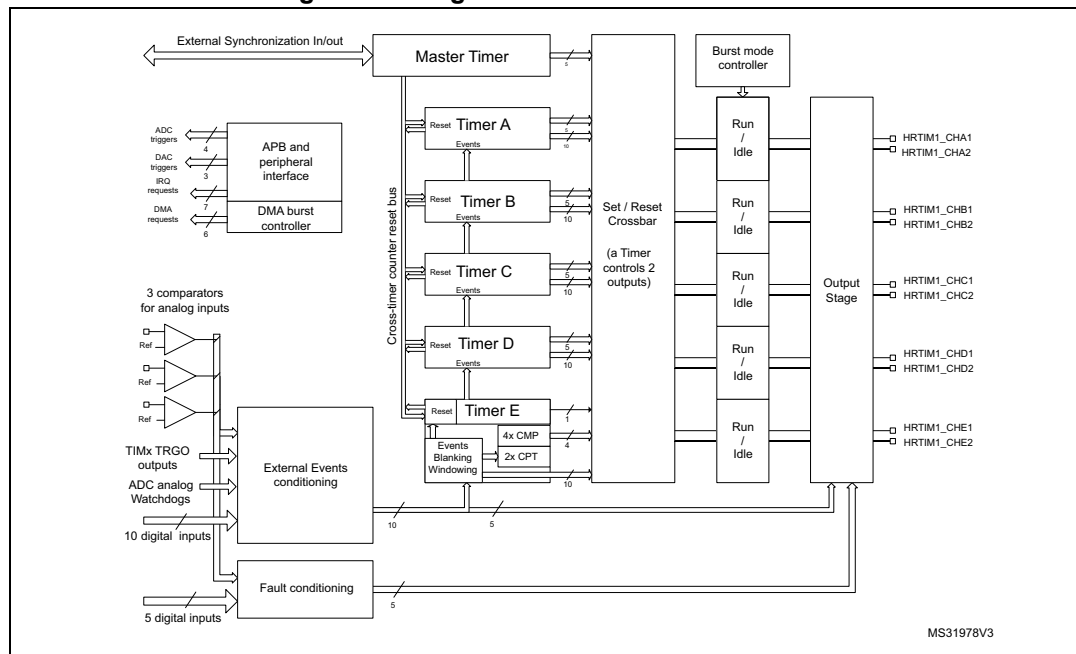 External Synchronization In/out
Master Timer
5
Burst mode
controller
ADC
triggers
4
DAC
triggers
3
IRQ
requests
7
DMA
requests
6
APB and
peripheral
interface
DMA burst
controller
Cross-timer counter reset bus
Reset
Timer A
Events
5
10
Reset
Timer B
Events
5
10
Reset
Timer C
Events
5
10
Reset
Timer D
Events
5
10
Reset
Timer E
1
4x CMP
4
2x CPT
Events
Blanking
Windowing
10
Set / Reset
Crossbar
(a Timer
controls 2
outputs)
Run
/
Idle
Run
/
Idle
Run
/
Idle
Run
/
Idle
Run
/
Idle
Output
Stage
HRTIM1_CHA1
HRTIM1_CHA2
HRTIM1_CHB1
HRTIM1_CHB2
HRTIM1_CHC1
HRTIM1_CHC2
HRTIM1_CHD1
HRTIM1_CHD2
HRTIM1_CHE1
HRTIM1_CHE2
3 comparators
for analog inputs
Ref
Ref
Ref
TIMx TRGO
outputs
ADC analog
Watchdogs
10 digital inputs
External Events
conditioning
10
5
Fault conditioning
5
5 digital inputs
MS31978V3